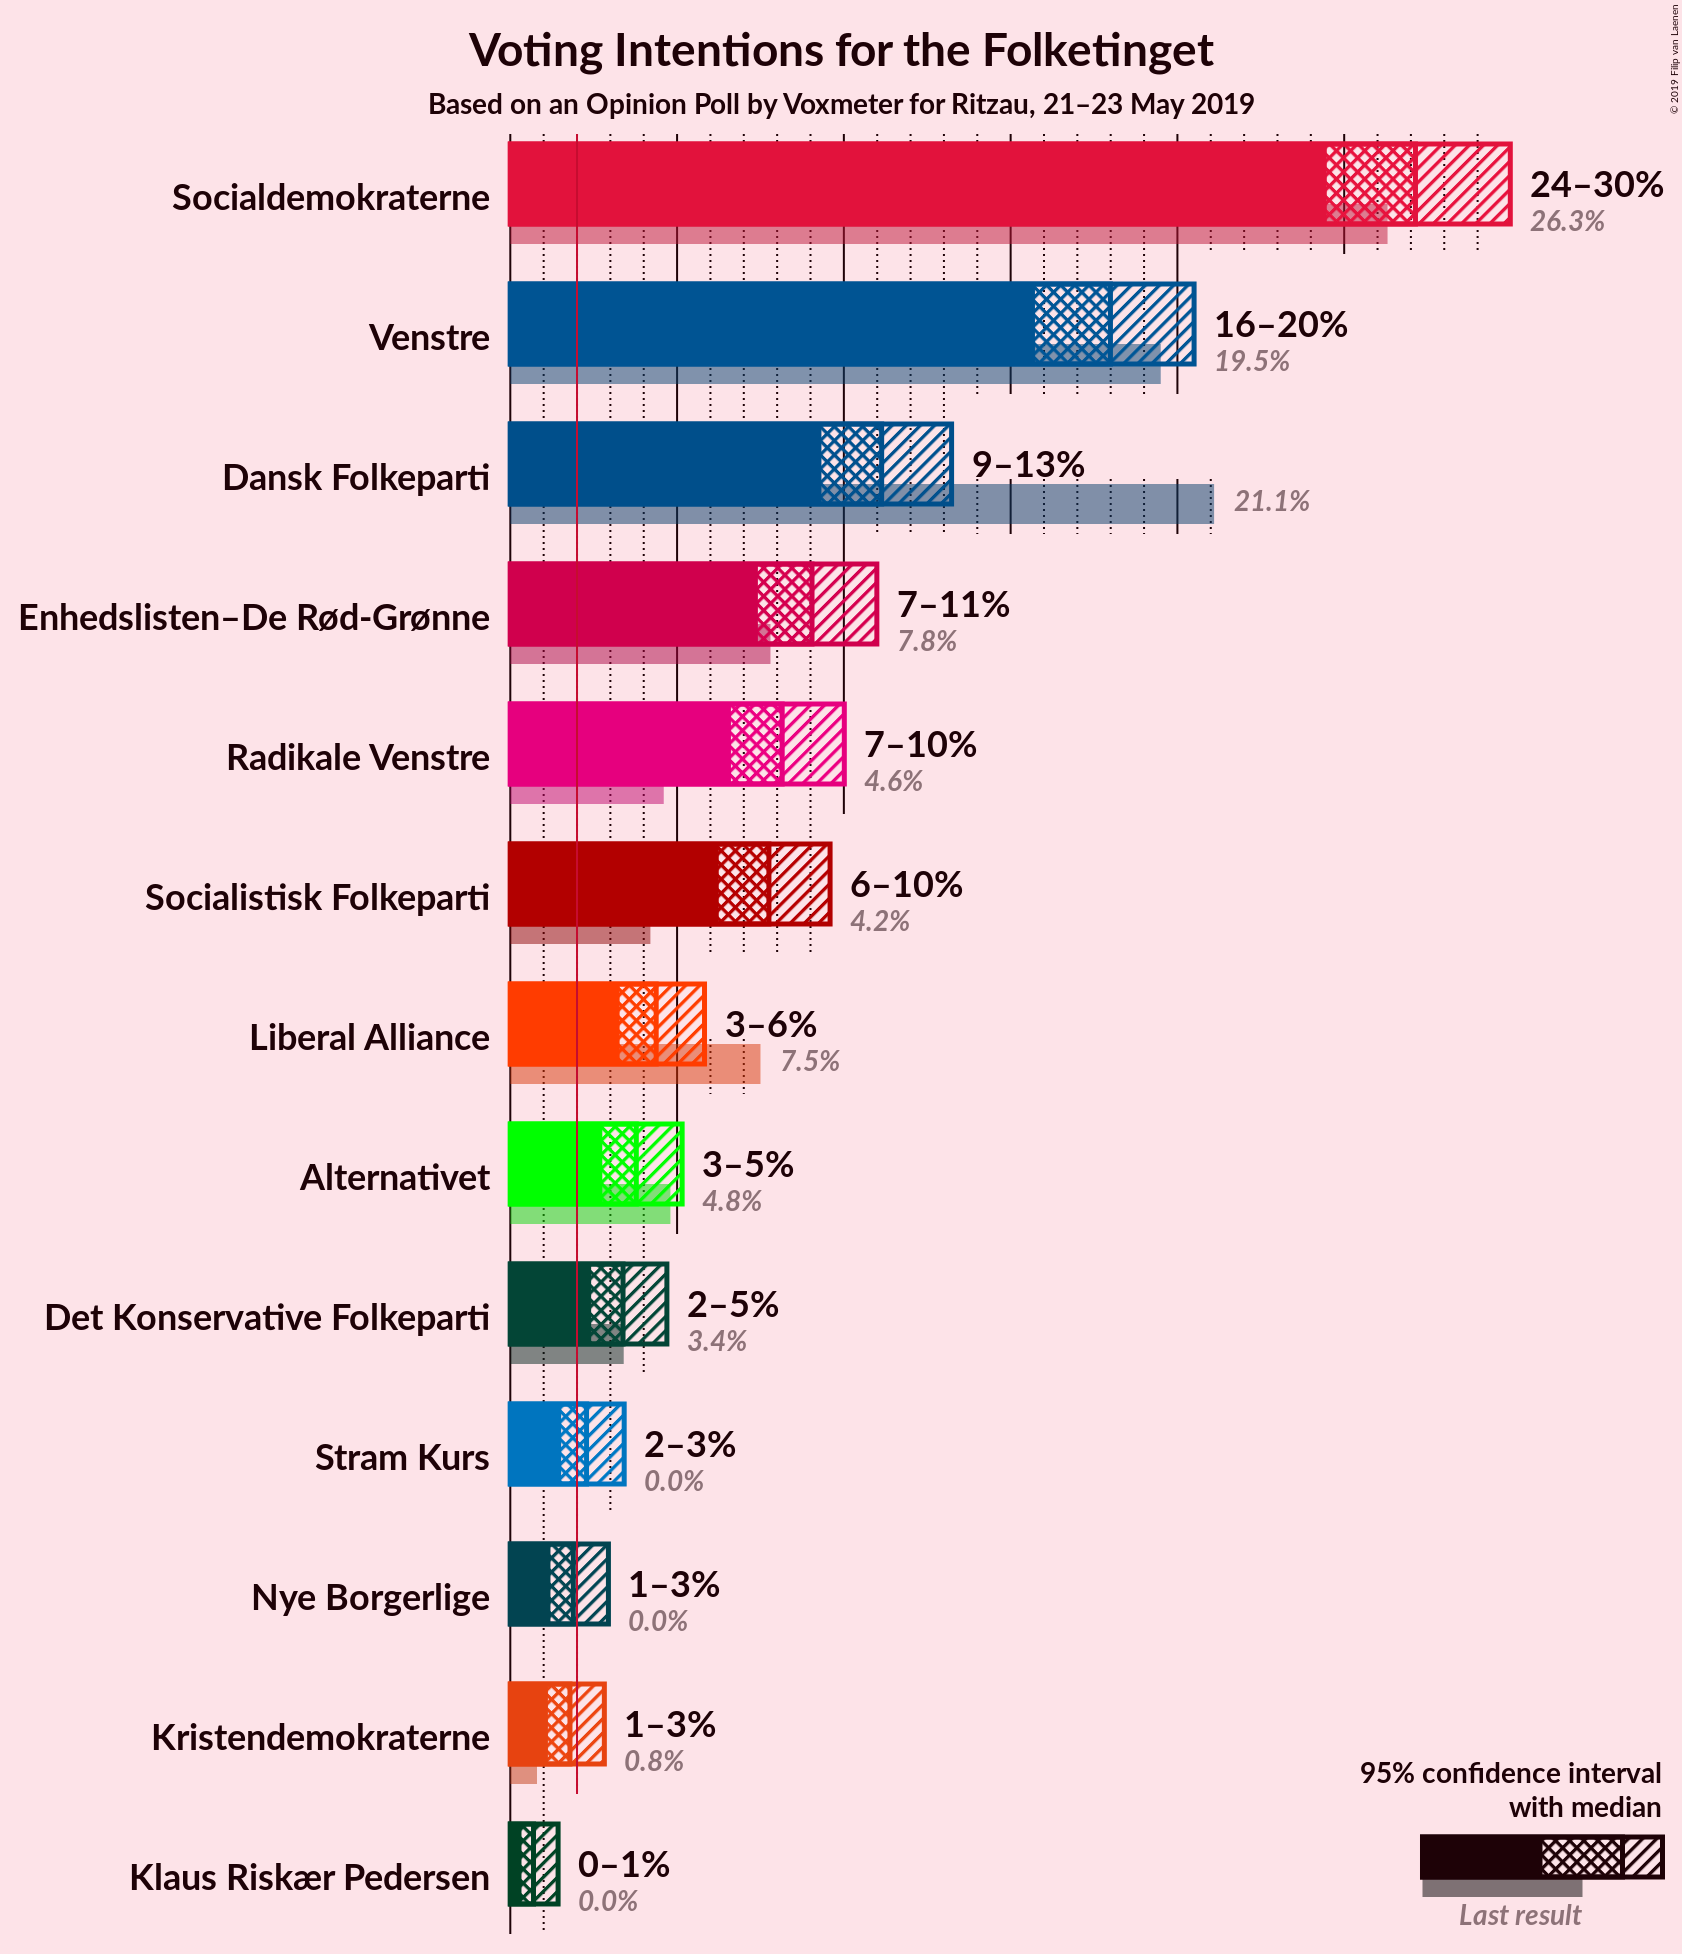 Voting Intentions for the Folketinget
Based on an Opinion Poll by Voxmeter for Ritzau, 21–23 May 2019
© 2019 Filip van Laenen
Socialdemokraterne
24–30%
26.3%
Venstre
16–20%
19.5%
Dansk Folkeparti
9–13%
21.1%
Enhedslisten–De Rød-Grønne
7–11%
7.8%
Radikale Venstre
7–10%
4.6%
Socialistisk Folkeparti
6–10%
4.2%
Liberal Alliance
3–6%
7.5%
Alternativet
3–5%
4.8%
Det Konservative Folkeparti
2–5%
3.4%
Stram Kurs
2–3%
0.0%
Nye Borgerlige
1–3%
0.0%
Kristendemokraterne
1–3%
0.8%
Klaus Riskær Pedersen
0–1%
0.0%
95% confidence interval
with median
Last result